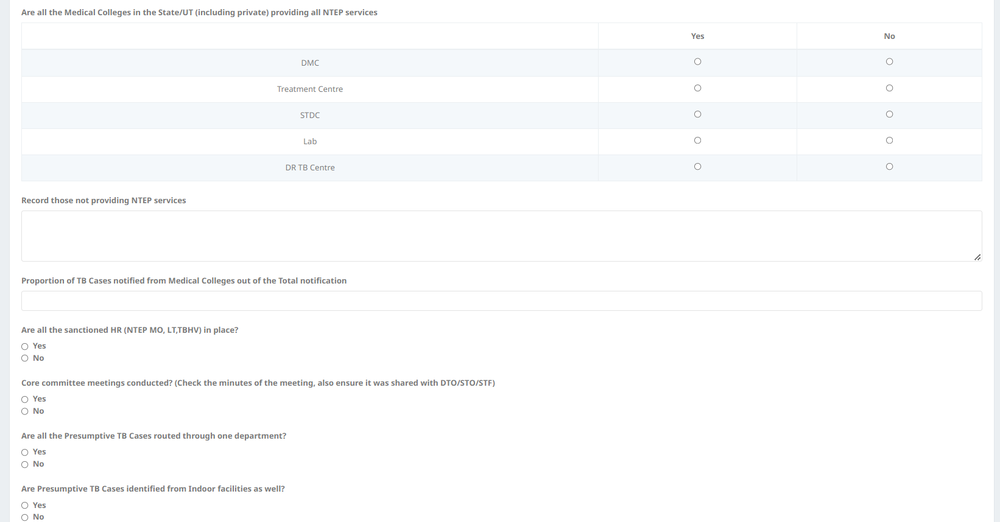 Are all the Medical Colleges in the State/UT (including private) providing all NTEP services
Yes No
DMC
Treatment Centre
STDC
Lab
DR TB Centre
Record those not providing NTEP services
Proportion of TB Cases notified from Medical Colleges out of the Total notification
Are all the sanctioned HR (NTEP MO, LT,TBHV) in place?
Yes
No
Core committee meetings conducted? (Check the minutes of the meeting, also ensure it was shared with DTO/STO/STF)
Yes
No
Are all the Presumptive TB Cases routed through one department?
Yes
No
Are Presumptive TB Cases identified from Indoor facilities as well?
Yes
No